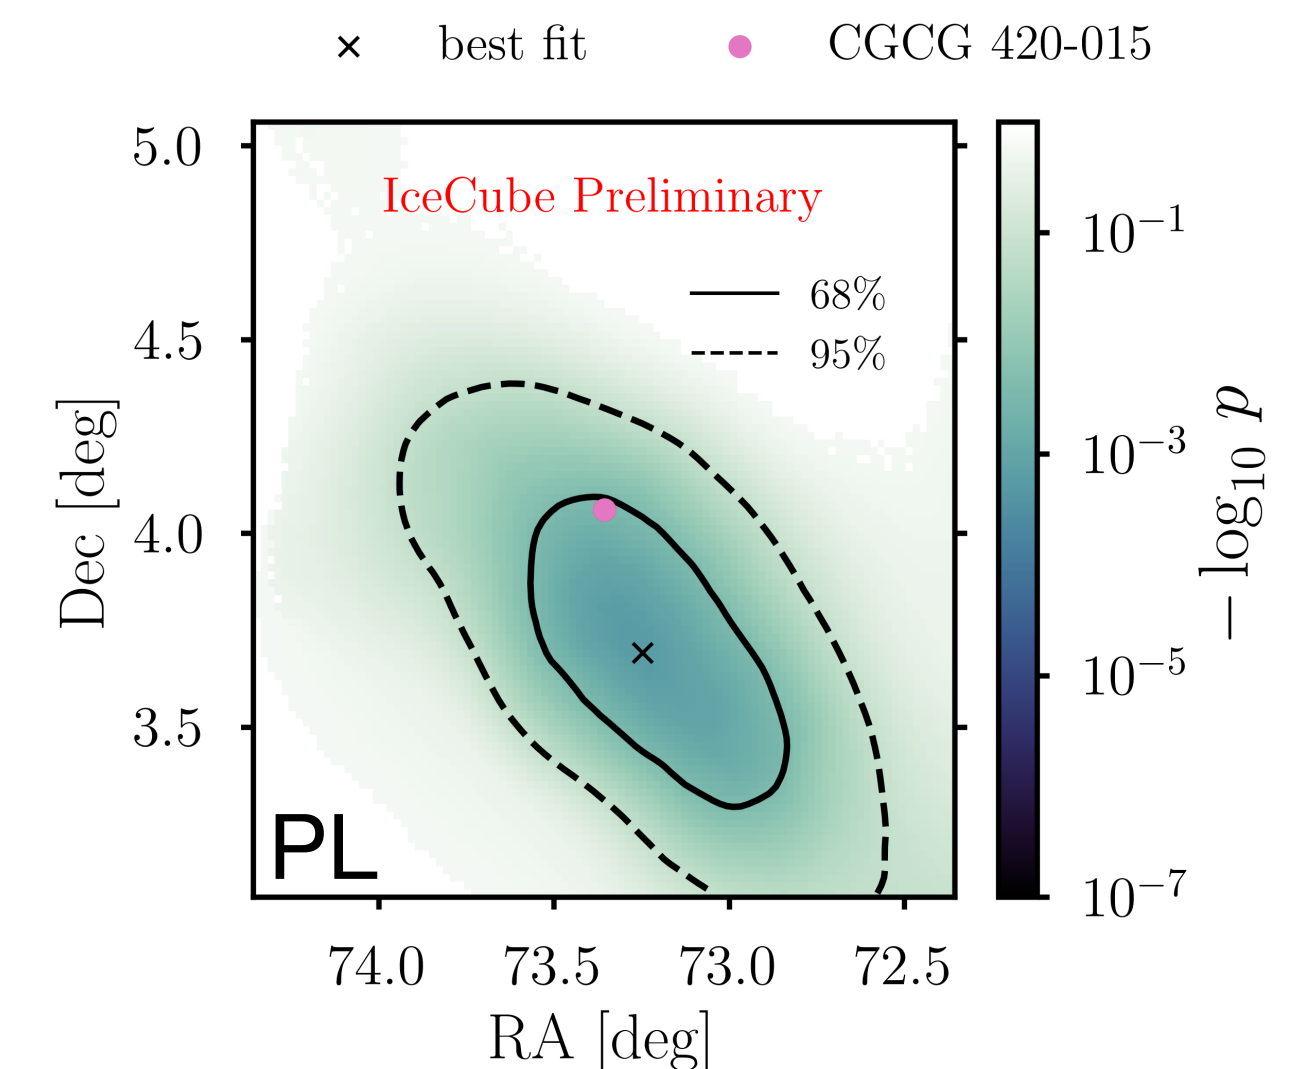 best fit
CGCG 420-015
IceCube Preliminary
68%
95%
PL
5.0
4.5
4.0
3.5
Dec [deg]
74.0 73.5 73.0 72.5
RA [deg]
10⁻¹
10⁻³
10⁻⁵
10⁻⁷
− log₁₀ p